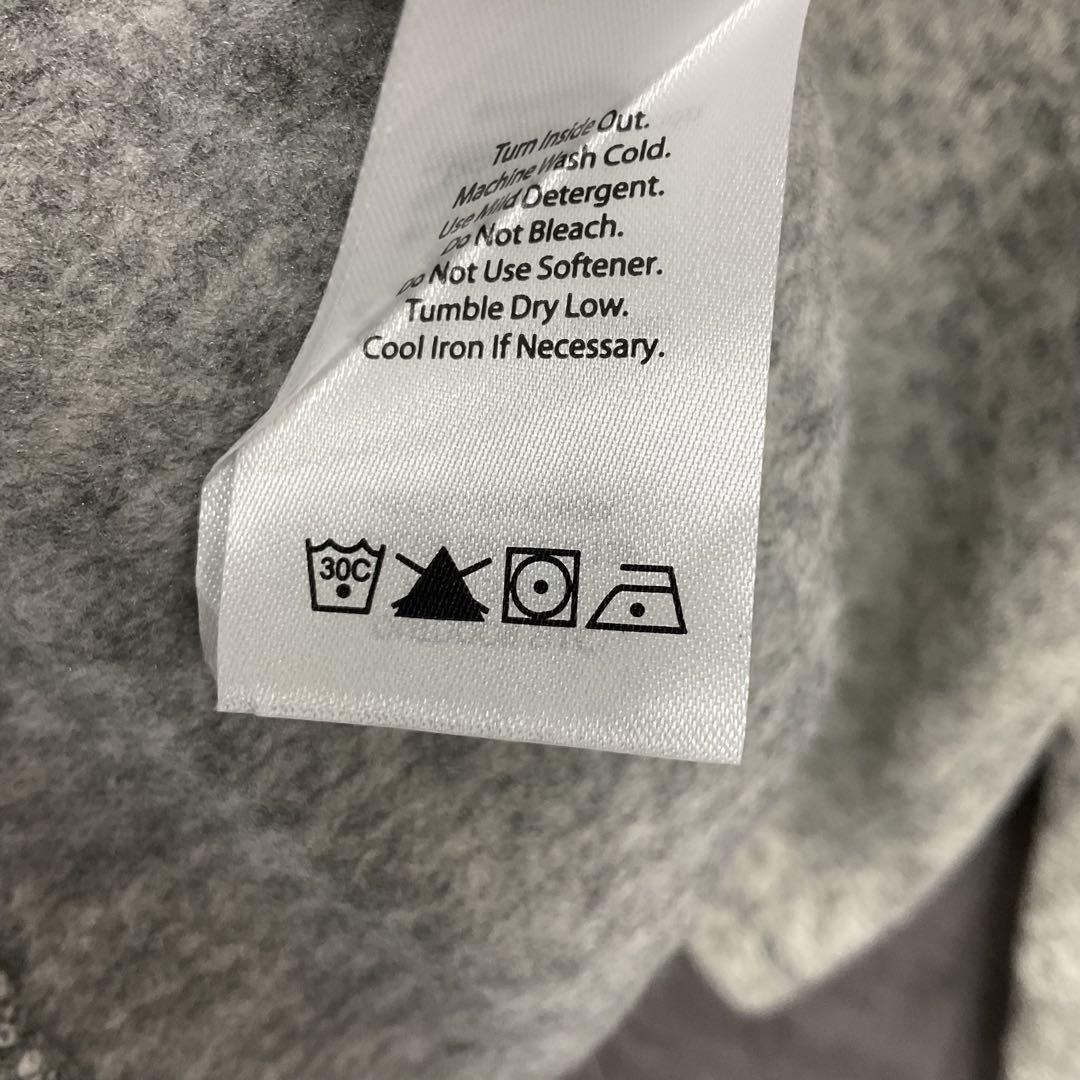 Turn Inside Out.
Machine Wash Cold.
Use Mild Detergent.
Do Not Bleach.
Do Not Use Softener.
Tumble Dry Low.
Cool Iron If Necessary.
30C